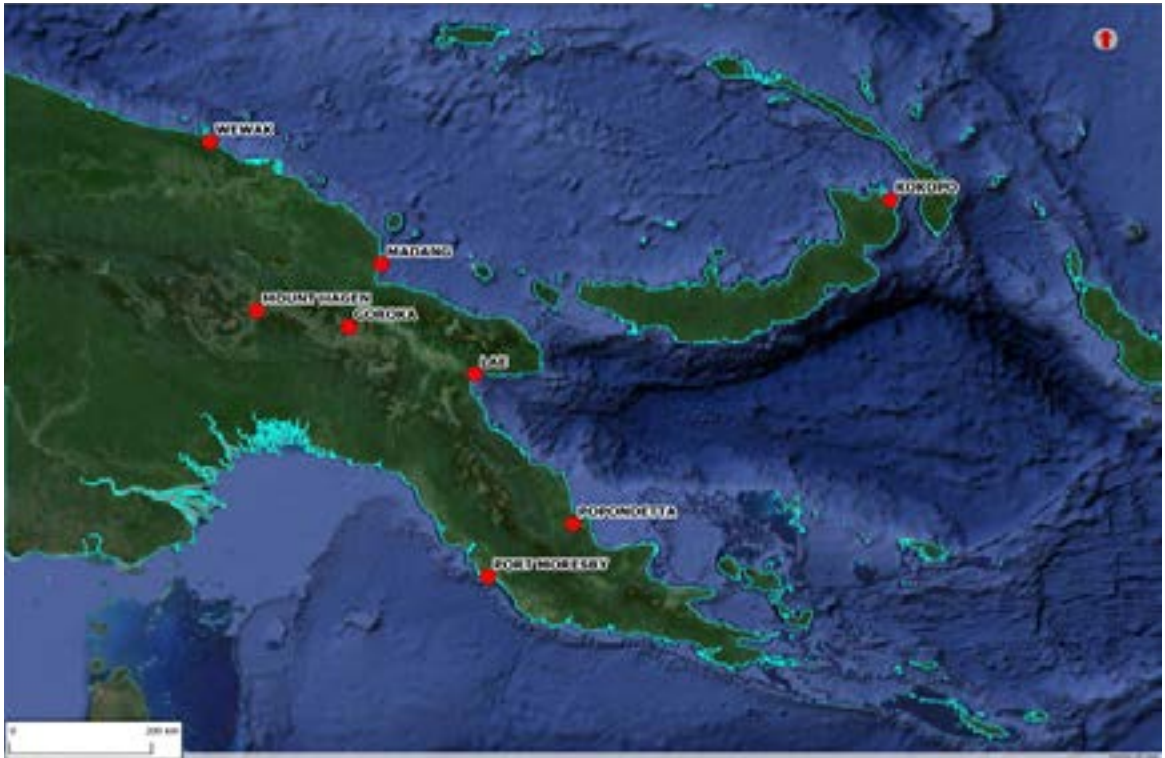 WEWAK
KOKOPO
MADANG
MOUNT HAGEN
GOROKA
LAE
POPONDETTA
PORT MORESBY
0 200 km